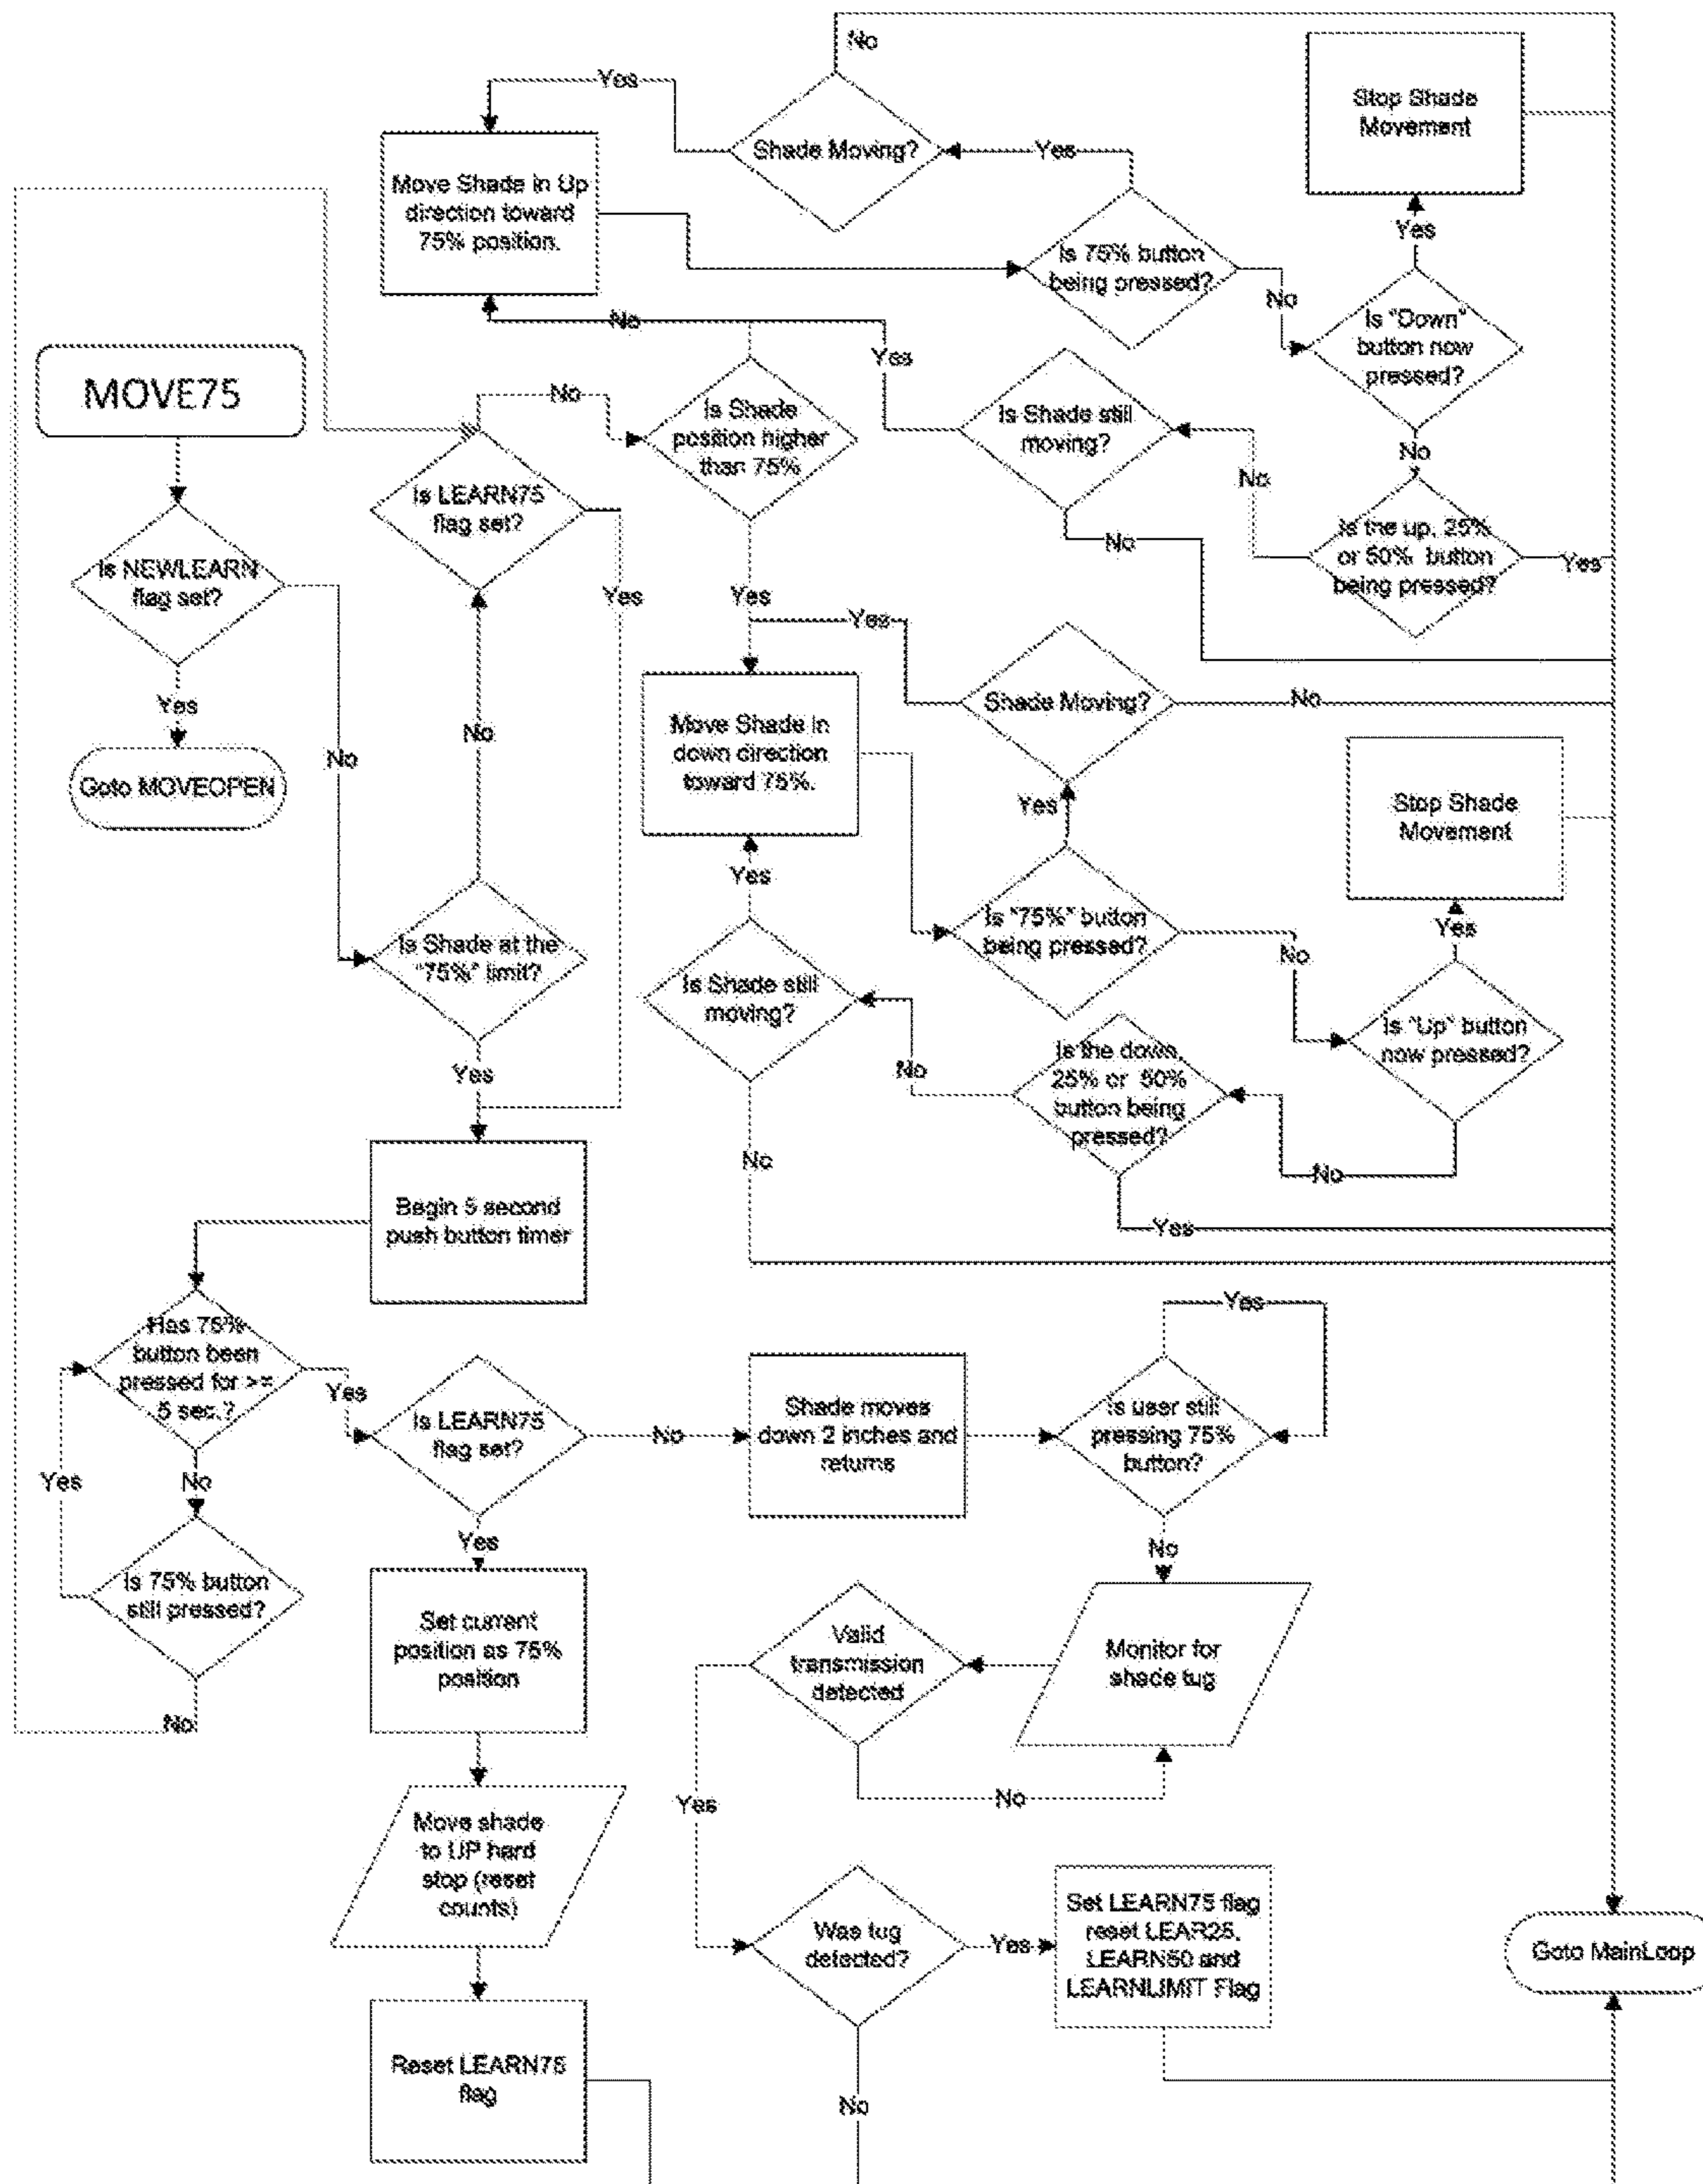 No
Yes
Shade Moving?
Yes
Stop Shade
Movement
Move Shade in Up
direction toward
75% position.
Yes
Is 75% button
being pressed?
No
Is "Down"
button now
pressed?
No
Yes
MOVE75
No
Is Shade
position higher
than 75%
Is Shade still
moving?
No
No
Is LEARN75
flag set?
Is the up, 25%
or 50% button
being pressed?
Yes
No
Is NEWLEARN
flag set?
Yes
Yes
Yes
Shade Moving?
No
Yes
No
No
Move Shade in
down direction
toward 75%.
Goto MOVEOPEN
Yes
Stop Shade
Movement
Yes
Is Shade at the
"75%" limit?
Is "75%" button
being pressed?
Yes
No
Is Shade still
moving?
Is "Up" button
now pressed?
Yes
No
Is the down,
25% or 50%
button being
pressed?
No
No
Begin 5 second
push button timer
Yes
Has 75%
button been
pressed for >=
5 sec.?
Yes
Yes
Is LEARN75
flag set?
No
Shade moves
down 2 inches and
returns
Is user still
pressing 75%
button?
Yes
No
Yes
No
Is 75% button
still pressed?
Set current
position as 75%
position
Valid
transmission
detected
Monitor for
shade tug
No
Yes
No
Move shade
to UP hard
stop (reset
counts)
Was tug
detected?
Yes
Set LEARN75 flag
reset LEAR25,
LEARN50 and
LEARNLIMIT Flag
Goto MainLoop
Reset LEARN75
flag
No